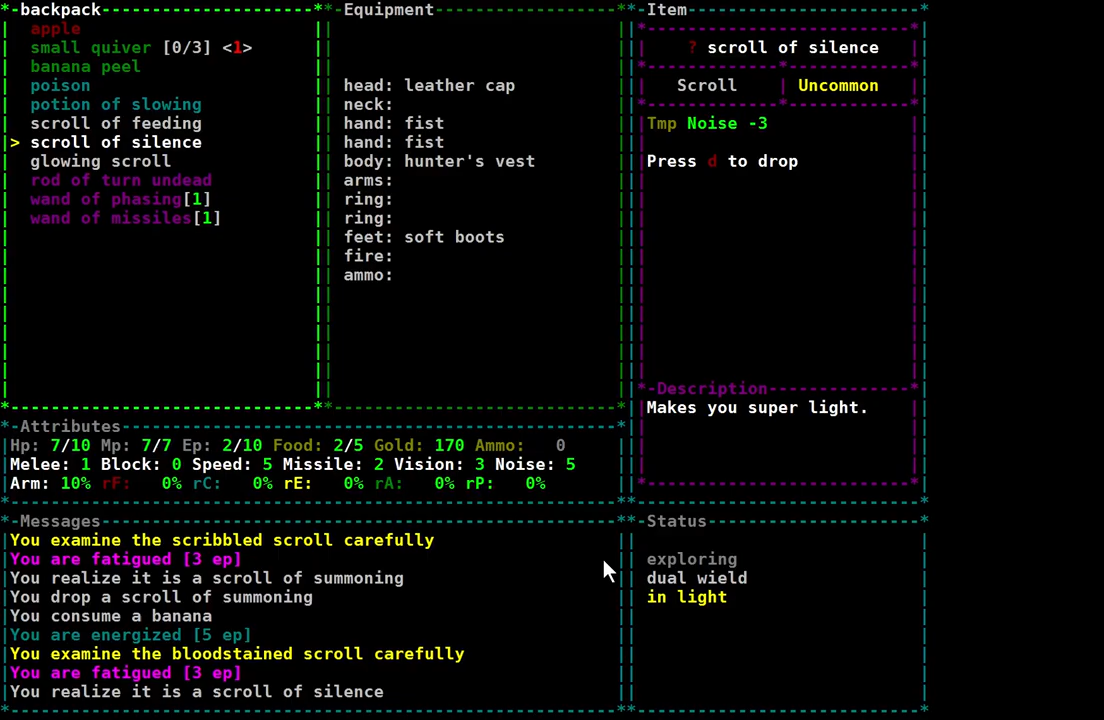 backpack
apple
small quiver [0/3] <1>
banana peel
poison
potion of slowing
scroll of feeding
> scroll of silence
glowing scroll
rod of turn undead
wand of phasing[1]
wand of missiles[1]
Equipment
head: leather cap
neck:
hand: fist
hand: fist
body: hunter's vest
arms:
ring:
ring:
feet: soft boots
fire:
ammo:
Item
? scroll of silence
Scroll | Uncommon
Tmp Noise -3
Press d to drop
Description
Makes you super light.
Attributes
Hp: 7/10 Mp: 7/7 Ep: 2/10 Food: 2/5 Gold: 170 Ammo: 0
Melee: 1 Block: 0 Speed: 5 Missile: 2 Vision: 3 Noise: 5
Arm: 10% rF: 0% rC: 0% rE: 0% rA: 0% rP: 0%
Messages
You examine the scribbled scroll carefully
You are fatigued [3 ep]
You realize it is a scroll of summoning
You drop a scroll of summoning
You consume a banana
You are energized [5 ep]
You examine the bloodstained scroll carefully
You are fatigued [3 ep]
You realize it is a scroll of silence
Status
exploring
dual wield
in light